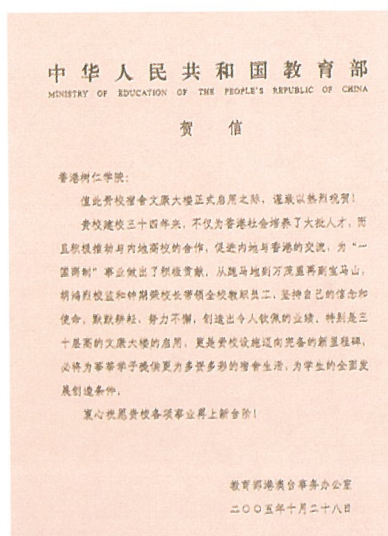 中华人民共和国教育部
MINISTRY OF EDUCATION OF THE PEOPLE'S REPUBLIC OF CHINA
贺 信
香港树仁学院：
值此贵校宿舍文康大楼正式启用之际，谨致以热烈祝贺！
贵校建校三十四年来，不仅为香港社会培养了大批人才，而
且积极推动与内地高校的合作，促进内地与香港的交流，为“一
国两制”事业做出了积极贡献。从跑马地到万茂里再到宝马山，
胡鸿烈校监和钟期荣校长带领全校教职员工，坚持自己的信念和
使命，默默耕耘，努力不懈，创造出令人钦佩的业绩。特别是三
十层高的文康大楼的启用，更是贵校设施迈向完备的新里程碑，
必将为莘莘学子提供更为多姿多彩的宿舍生活，为学生的全面发
展创造条件。
衷心祝愿贵校各项事业再上新台阶！
教育部港澳台事务办公室
二〇〇五年十月二十八日